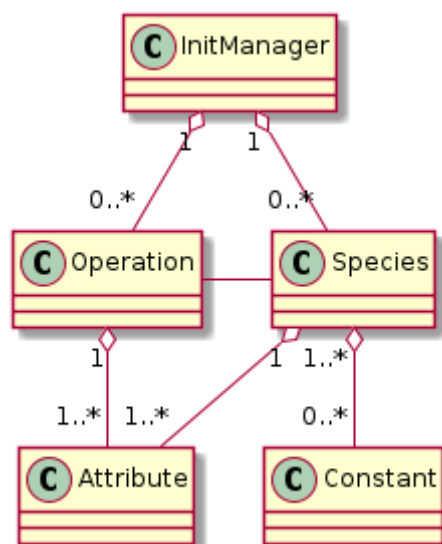 C InitManager
1 1
0..* 0..*
C Operation C Species
1 1 1..*
1..* 1..* 0..*
C Attribute C Constant